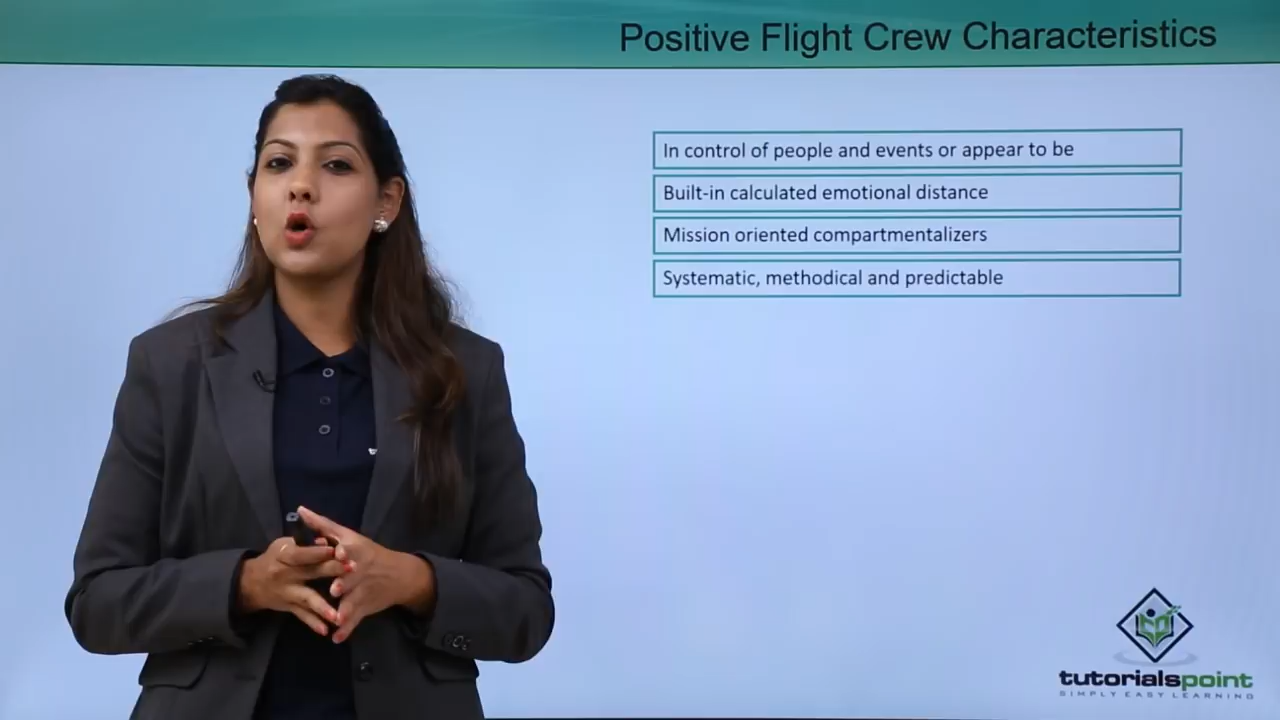 Positive Flight Crew Characteristics
In control of people and events or appear to be
Built-in calculated emotional distance
Mission oriented compartmentalizers
Systematic, methodical and predictable
tutorialspoint
SIMPLY EASY LEARNING